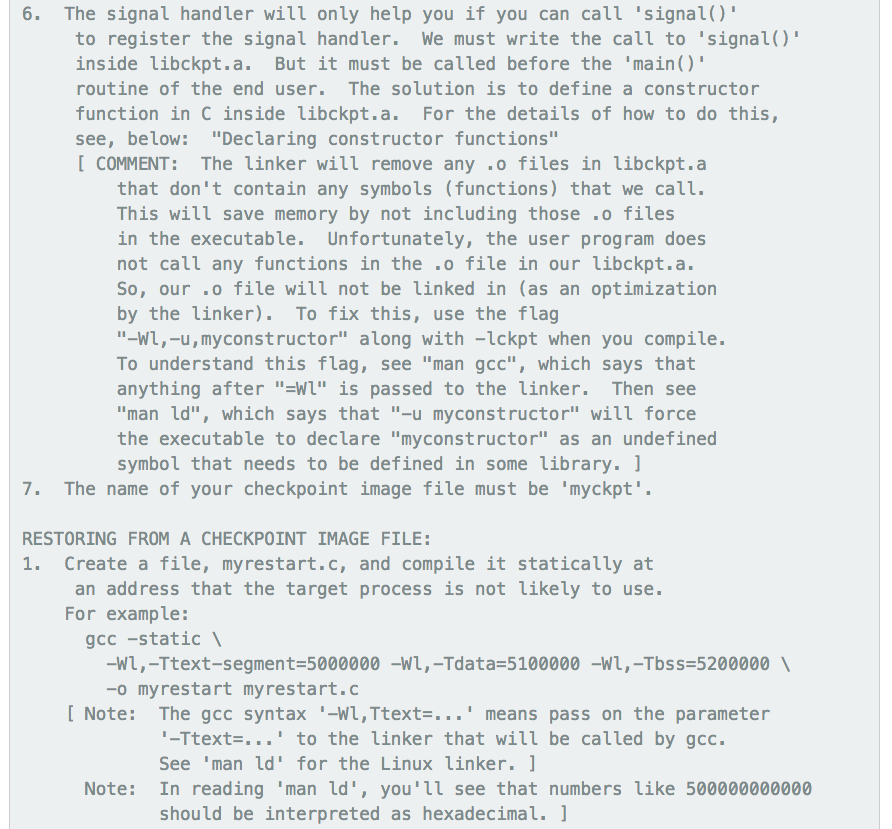 6.  The signal handler will only help you if you can call 'signal()'
     to register the signal handler.  We must write the call to 'signal()'
     inside libckpt.a.  But it must be called before the 'main()'
     routine of the end user.  The solution is to define a constructor
     function in C inside libckpt.a.  For the details of how to do this,
     see, below:  "Declaring constructor functions"
     [ COMMENT:  The linker will remove any .o files in libckpt.a
         that don't contain any symbols (functions) that we call.
         This will save memory by not including those .o files
         in the executable.  Unfortunately, the user program does
         not call any functions in the .o file in our libckpt.a.
         So, our .o file will not be linked in (as an optimization
         by the linker).  To fix this, use the flag
         "-Wl,-u,myconstructor" along with -lckpt when you compile.
         To understand this flag, see "man gcc", which says that
         anything after "=Wl" is passed to the linker.  Then see
         "man ld", which says that "-u myconstructor" will force
         the executable to declare "myconstructor" as an undefined
         symbol that needs to be defined in some library. ]
7.  The name of your checkpoint image file must be 'myckpt'.

RESTORING FROM A CHECKPOINT IMAGE FILE:
1.  Create a file, myrestart.c, and compile it statically at
     an address that the target process is not likely to use.
    For example:
      gcc -static \
        -Wl,-Ttext-segment=5000000 -Wl,-Tdata=5100000 -Wl,-Tbss=5200000 \
        -o myrestart myrestart.c
    [ Note:  The gcc syntax '-Wl,Ttext=...' means pass on the parameter
             '-Ttext=...' to the linker that will be called by gcc.
             See 'man ld' for the Linux linker. ]
      Note:  In reading 'man ld', you'll see that numbers like 500000000000
             should be interpreted as hexadecimal. ]